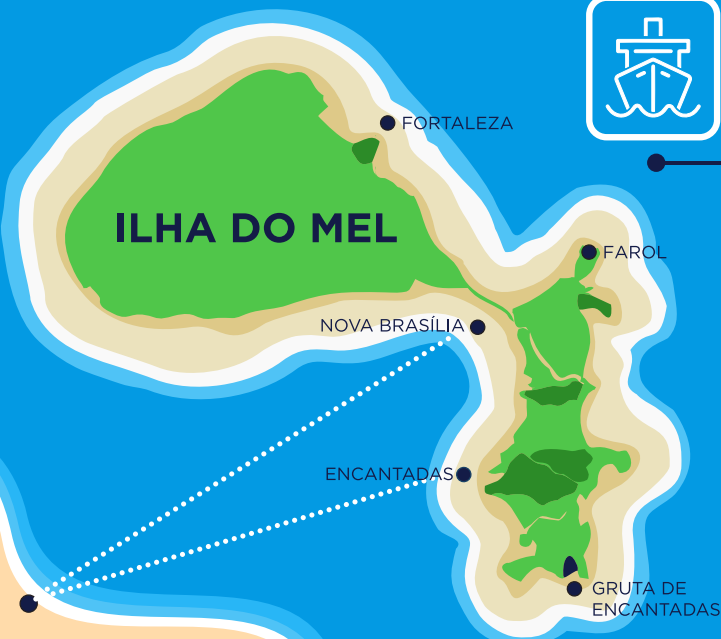 FORTALEZA
ILHA DO MEL
FAROL
NOVA BRASÍLIA
ENCANTADAS
GRUTA DE
ENCANTADAS